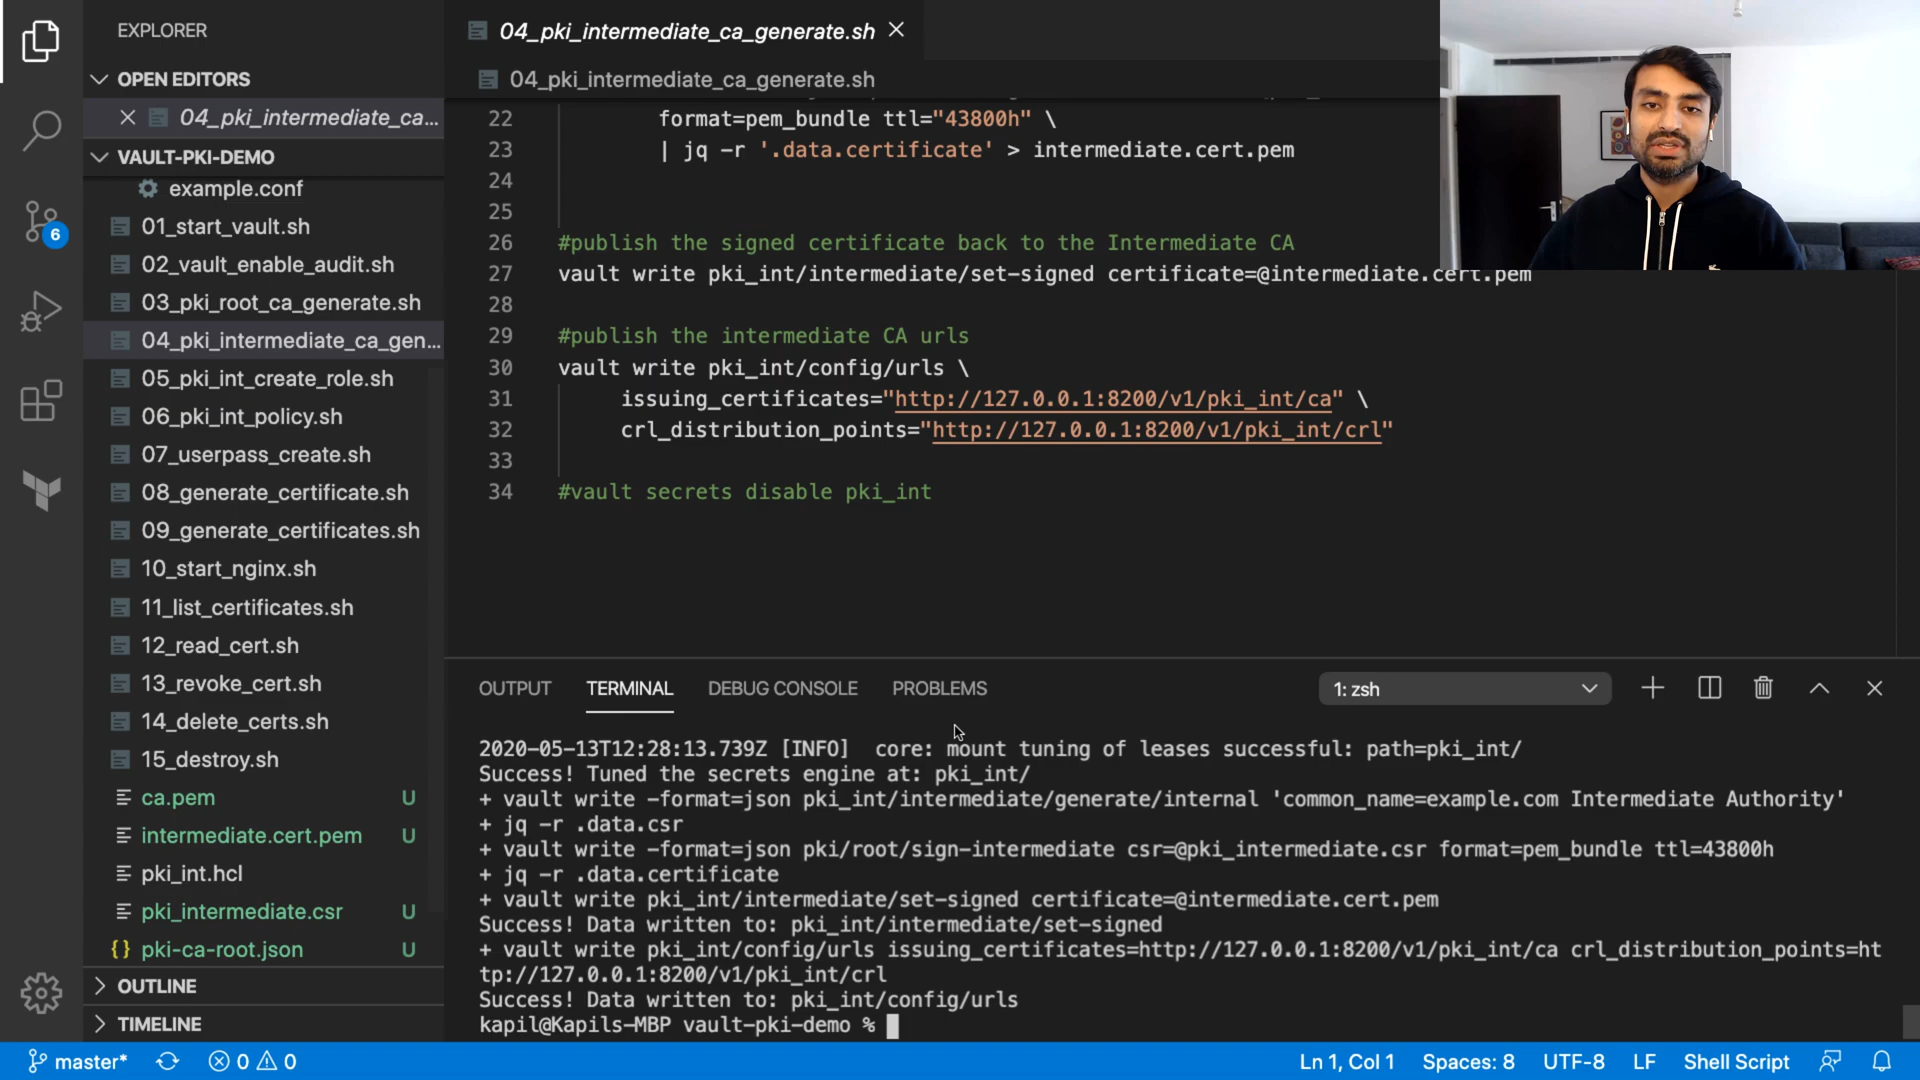 EXPLORER
OPEN EDITORS
04_pki_intermediate_ca...
VAULT-PKI-DEMO
example.conf
01_start_vault.sh
02_vault_enable_audit.sh
03_pki_root_ca_generate.sh
04_pki_intermediate_ca_gen...
05_pki_int_create_role.sh
06_pki_int_policy.sh
07_userpass_create.sh
08_generate_certificate.sh
09_generate_certificates.sh
10_start_nginx.sh
11_list_certificates.sh
12_read_cert.sh
13_revoke_cert.sh
14_delete_certs.sh
15_destroy.sh
ca.pem U
intermediate.cert.pem U
pki_int.hcl
pki_intermediate.csr U
{} pki-ca-root.json U
OUTLINE
TIMELINE
6
04_pki_intermediate_ca_generate.sh
04_pki_intermediate_ca_generate.sh
22 format=pem_bundle ttl="43800h" \
23 | jq -r '.data.certificate' > intermediate.cert.pem
24
25
26 #publish the signed certificate back to the Intermediate CA
27 vault write pki_int/intermediate/set-signed certificate=@intermediate.cert.pem
28
29 #publish the intermediate CA urls
30 vault write pki_int/config/urls \
31 issuing_certificates="http://127.0.0.1:8200/v1/pki_int/ca" \
32 crl_distribution_points="http://127.0.0.1:8200/v1/pki_int/crl"
33
34 #vault secrets disable pki_int
OUTPUT TERMINAL DEBUG CONSOLE PROBLEMS 1: zsh
2020-05-13T12:28:13.739Z [INFO]  core: mount tuning of leases successful: path=pki_int/
Success! Tuned the secrets engine at: pki_int/
+ vault write -format=json pki_int/intermediate/generate/internal 'common_name=example.com Intermediate Authority'
+ jq -r .data.csr
+ vault write -format=json pki/root/sign-intermediate csr=@pki_intermediate.csr format=pem_bundle ttl=43800h
+ jq -r .data.certificate
+ vault write pki_int/intermediate/set-signed certificate=@intermediate.cert.pem
Success! Data written to: pki_int/intermediate/set-signed
+ vault write pki_int/config/urls issuing_certificates=http://127.0.0.1:8200/v1/pki_int/ca crl_distribution_points=ht
tp://127.0.0.1:8200/v1/pki_int/crl
Success! Data written to: pki_int/config/urls
kapil@Kapils-MBP vault-pki-demo %
master* 0 0 Ln 1, Col 1 Spaces: 8 UTF-8 LF Shell Script